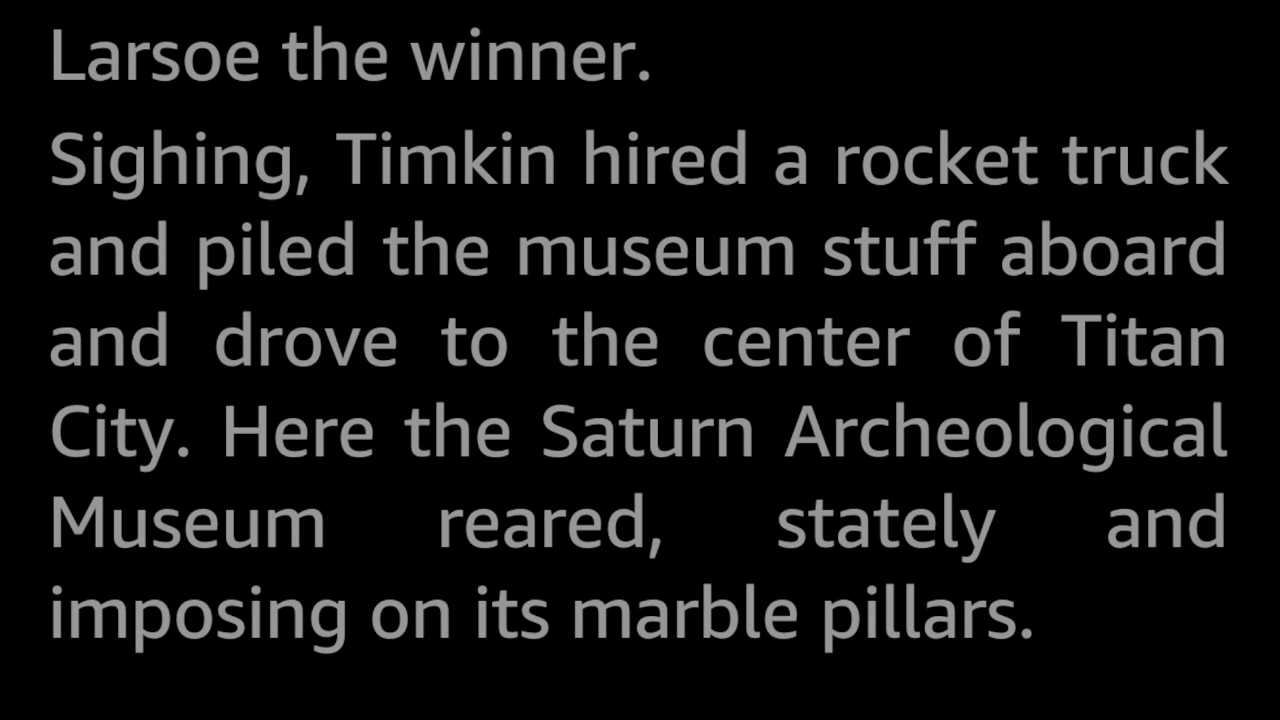 Larsoe the winner.
Sighing, Timkin hired a rocket truck
and piled the museum stuff aboard
and drove to the center of Titan
City. Here the Saturn Archeological
Museum reared, stately and
imposing on its marble pillars.